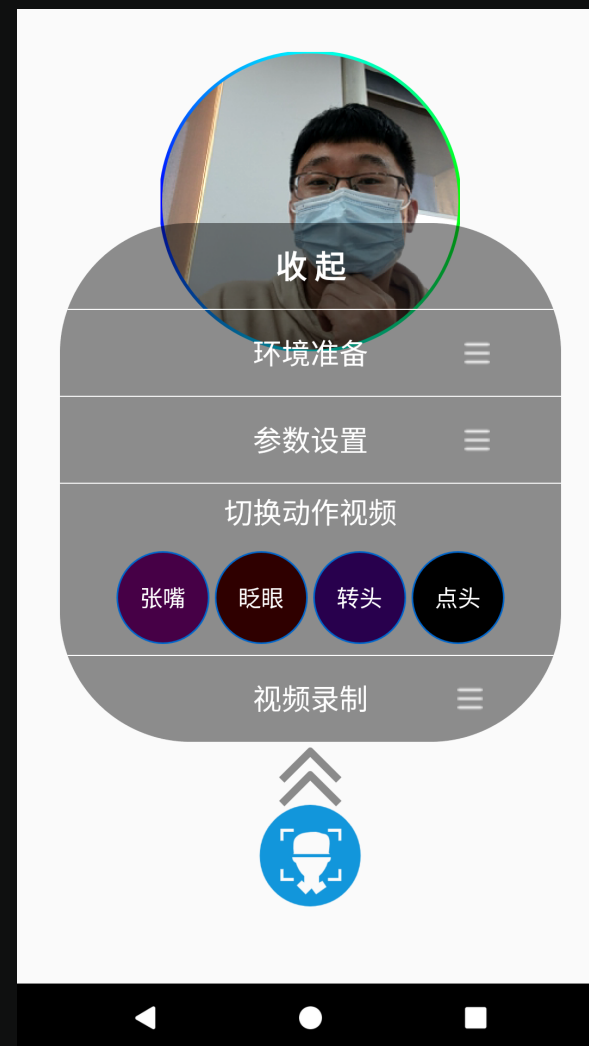 收起
环境准备
参数设置
切换动作视频
张嘴 眨眼 转头 点头
视频录制